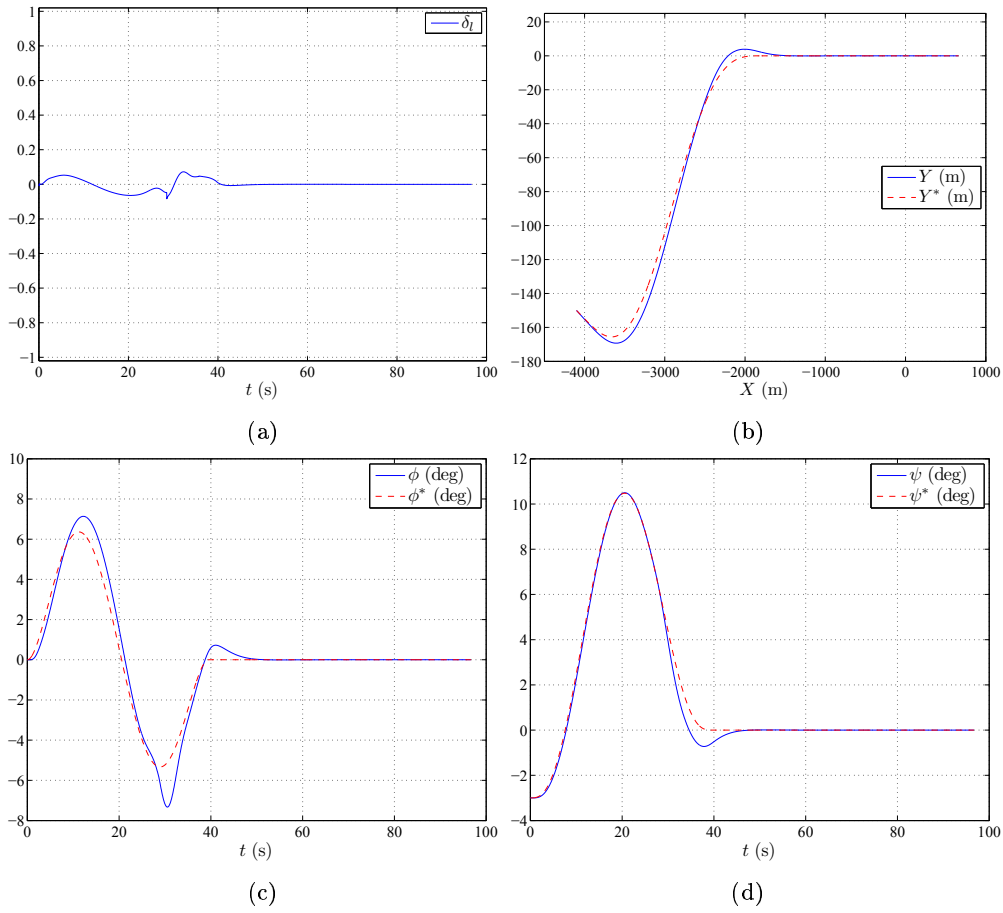 1
0.8
0.6
0.4
0.2
0
−0.2
−0.4
−0.6
−0.8
−1
0 20 40 60 80 100
t (s)
δl
(a)
20
0
−20
−40
−60
−80
−100
−120
−140
−160
−180
−4000 −3000 −2000 −1000 0 1000
X (m)
Y (m)
Y* (m)
(b)
10
8
6
4
2
0
−2
−4
−6
−8
0 20 40 60 80 100
t (s)
ϕ (deg)
ϕ* (deg)
(c)
12
10
8
6
4
2
0
−2
−4
0 20 40 60 80 100
t (s)
ψ (deg)
ψ* (deg)
(d)